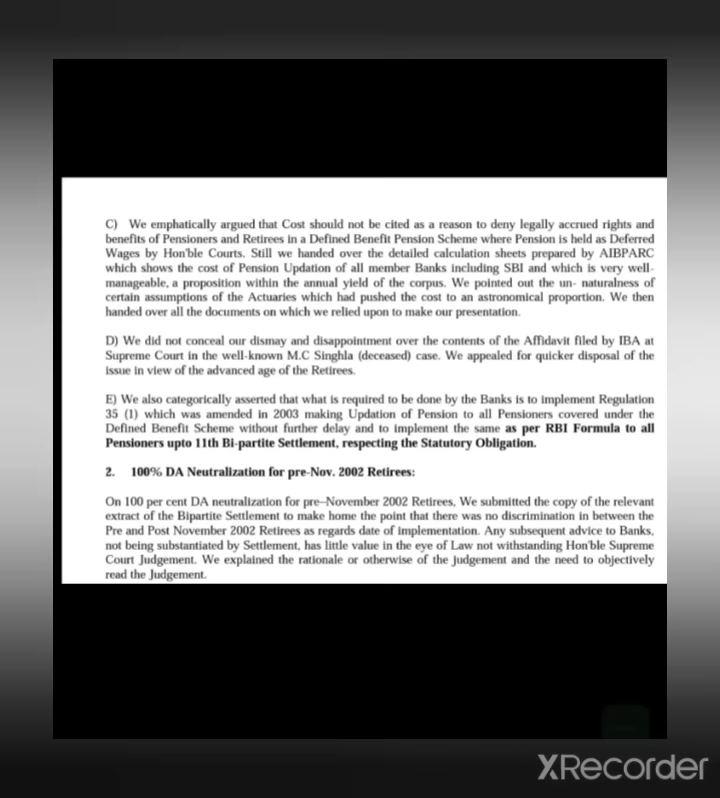 C) We emphatically argued that Cost should not be cited as a reason to deny legally accrued rights and
benefits of Pensioners and Retirees in a Defined Benefit Pension Scheme where Pension is held as Deferred
Wages by Hon'ble Courts. Still we handed over the detailed calculation sheets prepared by AIBPARC
which shows the cost of Pension Updation of all member Banks including SBI and which is very well-
manageable, a proposition within the annual yield of the corpus. We pointed out the un- naturalness of
certain assumptions of the Actuaries which had pushed the cost to an astronomical proportion. We then
handed over all the documents on which we relied upon to make our presentation.
D) We did not conceal our dismay and disappointment over the contents of the Affidavit filed by IBA at
Supreme Court in the well-known M.C Singhla (deceased) case. We appealed for quicker disposal of the
issue in view of the advanced age of the Retirees.
E) We also categorically asserted that what is required to be done by the Banks is to implement Regulation
35 (1) which was amended in 2003 making Updation of Pension to all Pensioners covered under the
Defined Benefit Scheme without further delay and to implement the same as per RBI Formula to all
Pensioners upto 11th Bi-partite Settlement, respecting the Statutory Obligation.
2. 100% DA Neutralization for pre-Nov. 2002 Retirees:
On 100 per cent DA neutralization for pre–November 2002 Retirees, We submitted the copy of the relevant
extract of the Bipartite Settlement to make home the point that there was no discrimination in between the
Pre and Post November 2002 Retirees as regards date of implementation. Any subsequent advice to Banks,
not being substantiated by Settlement, has little value in the eye of Law not withstanding Hon'ble Supreme
Court Judgement. We explained the rationale or otherwise of the judgement and the need to objectively
read the Judgement.
XRecorder